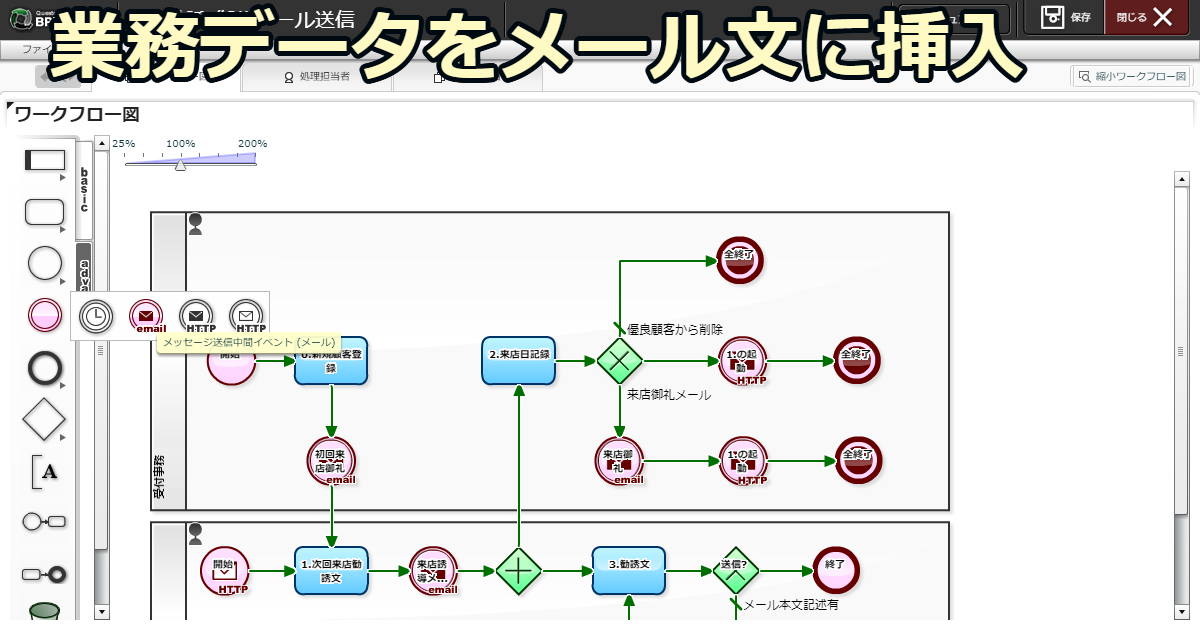 業務データをメール文に挿入
ール送信
保存
閉じる
ファイ
処理担当者
縮小ワークフロー図
ワークフロー図
25%
100%
200%
basic
adva
email
HTTP
HTTP
メッセージ送信中間イベント (メール)
全終了
優良顧客から削除
開始
0.新規顧客登
録
2.来店日記録
1.の起
動
HTTP
全終了
来店御礼メール
受付事務
初回来
店御礼
email
来店御
礼
email
1.の起
動
HTTP
全終了
A
開始
HTTP
1.次回来店勧
誘文
来店誘
導メ...
email
3.勧誘文
送信?
終了
メール本文記述有